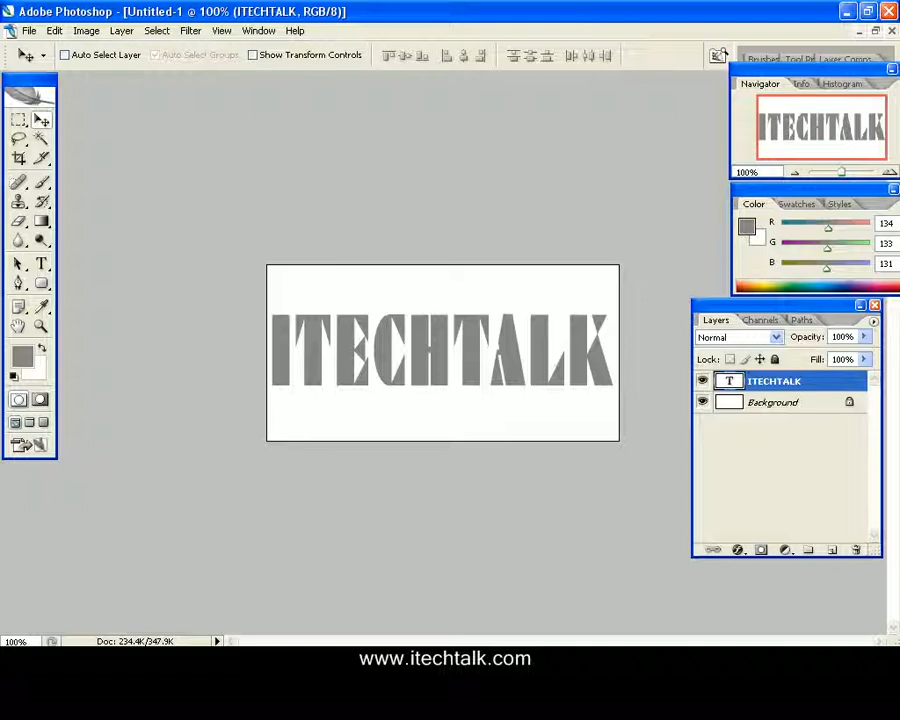 Adobe Photoshop - [Untitled-1 @ 100% (ITECHTALK, RGB/8)]
File Edit Image Layer Select Filter View Window Help
Auto Select Layer Auto Select Groups Show Transform Controls
Brushes Tool Pr Layer Comps
Navigator Info Histogram
ITECHTALK
100%
Color Swatches Styles
R 134
G 133
B 131
ITECHTALK
Layers Channels Paths
Normal Opacity: 100%
Lock: Fill: 100%
T ITECHTALK
Background
100% Doc: 234.4K/347.9K
www.itechtalk.com